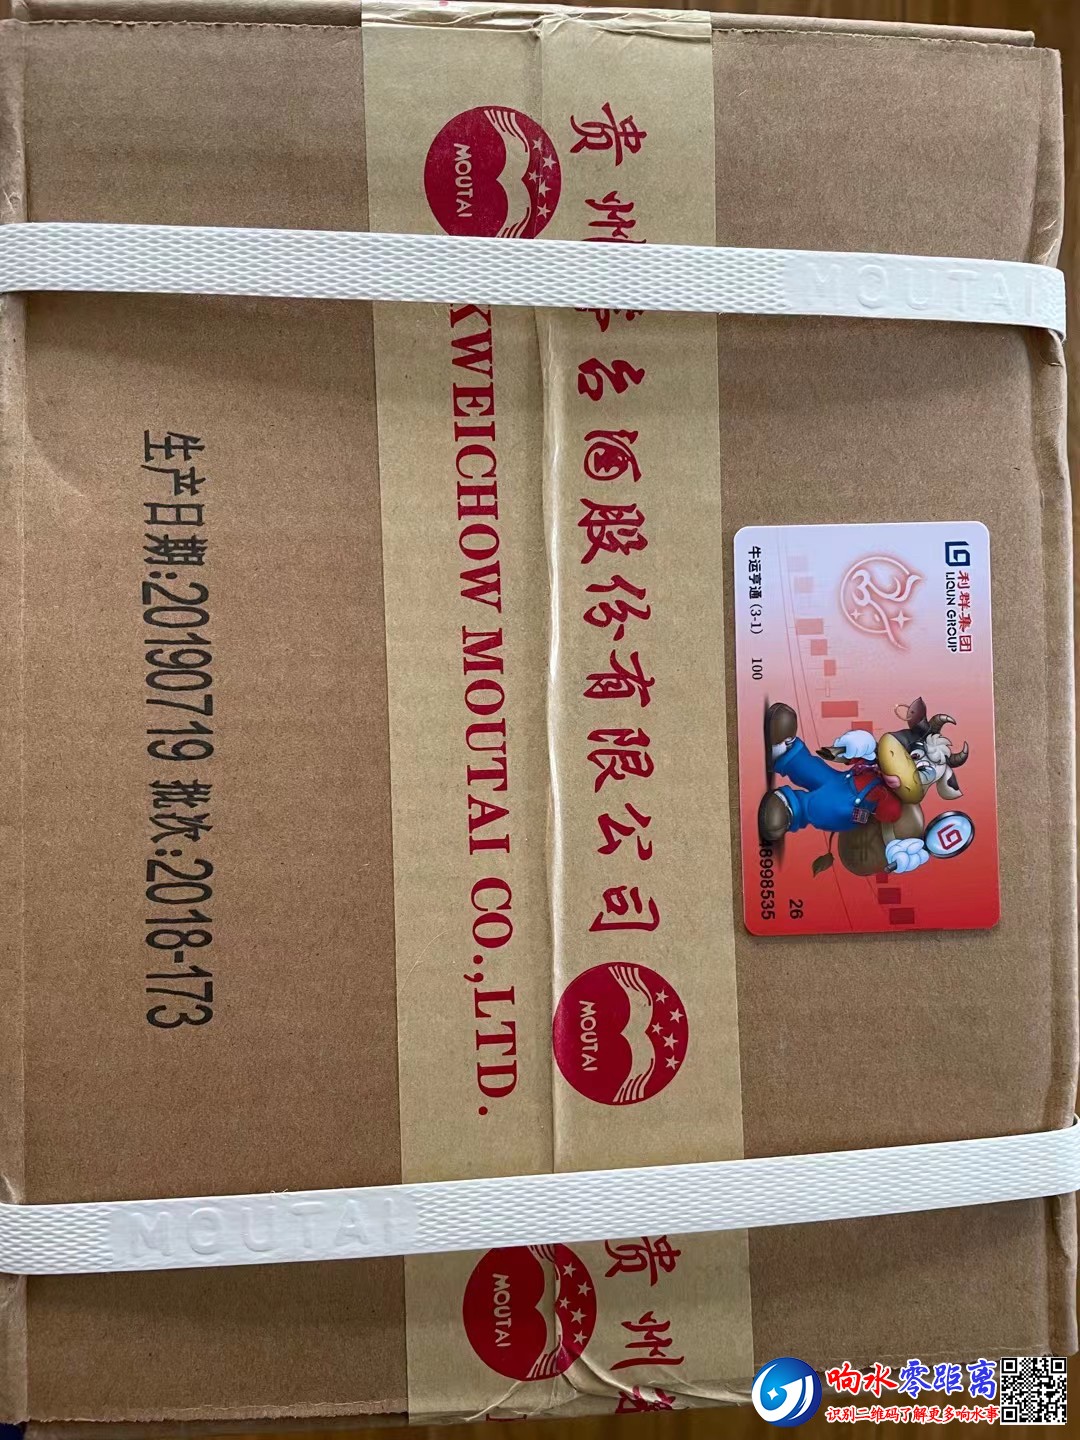 贵州茅台酒股份有限公司
KWEICHOW MOUTAI CO.,LTD.
MOUTAI
MOUTAI
MOUTAI
贵州
MOUTAI
MOUTAI
生产日期:20190719 批次:2018-173
利群集团
LIQUN GROUP
牛运亨通 (3-1) 100
26
48998535
响水零距离
识别二维码了解更多响水事